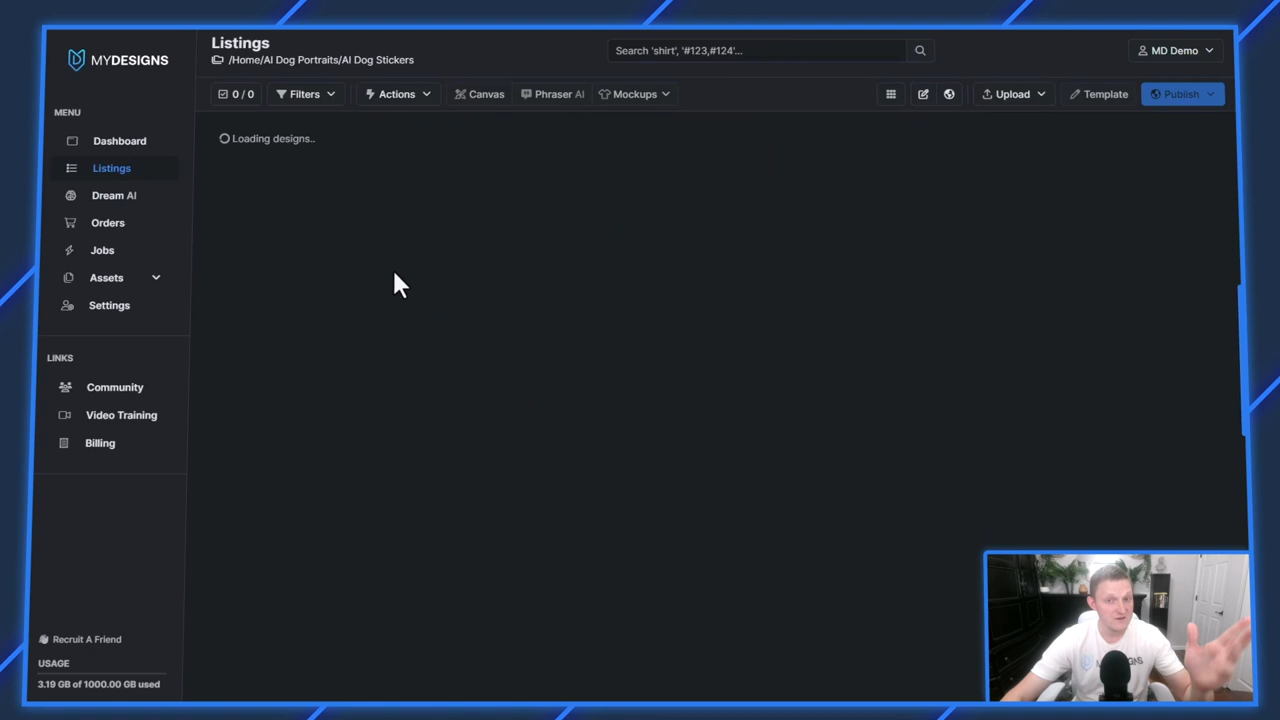 MYDESIGNS
MENU
Dashboard
Listings
Dream AI
Orders
Jobs
Assets
Settings
LINKS
Community
Video Training
Billing
Recruit A Friend
USAGE
3.19 GB of 1000.00 GB used
Listings
/Home/AI Dog Portraits/AI Dog Stickers
Search 'shirt', '#123,#124'...
MD Demo
0 / 0
Filters
Actions
Canvas
Phraser AI
Mockups
Upload
Template
Publish
Loading designs..